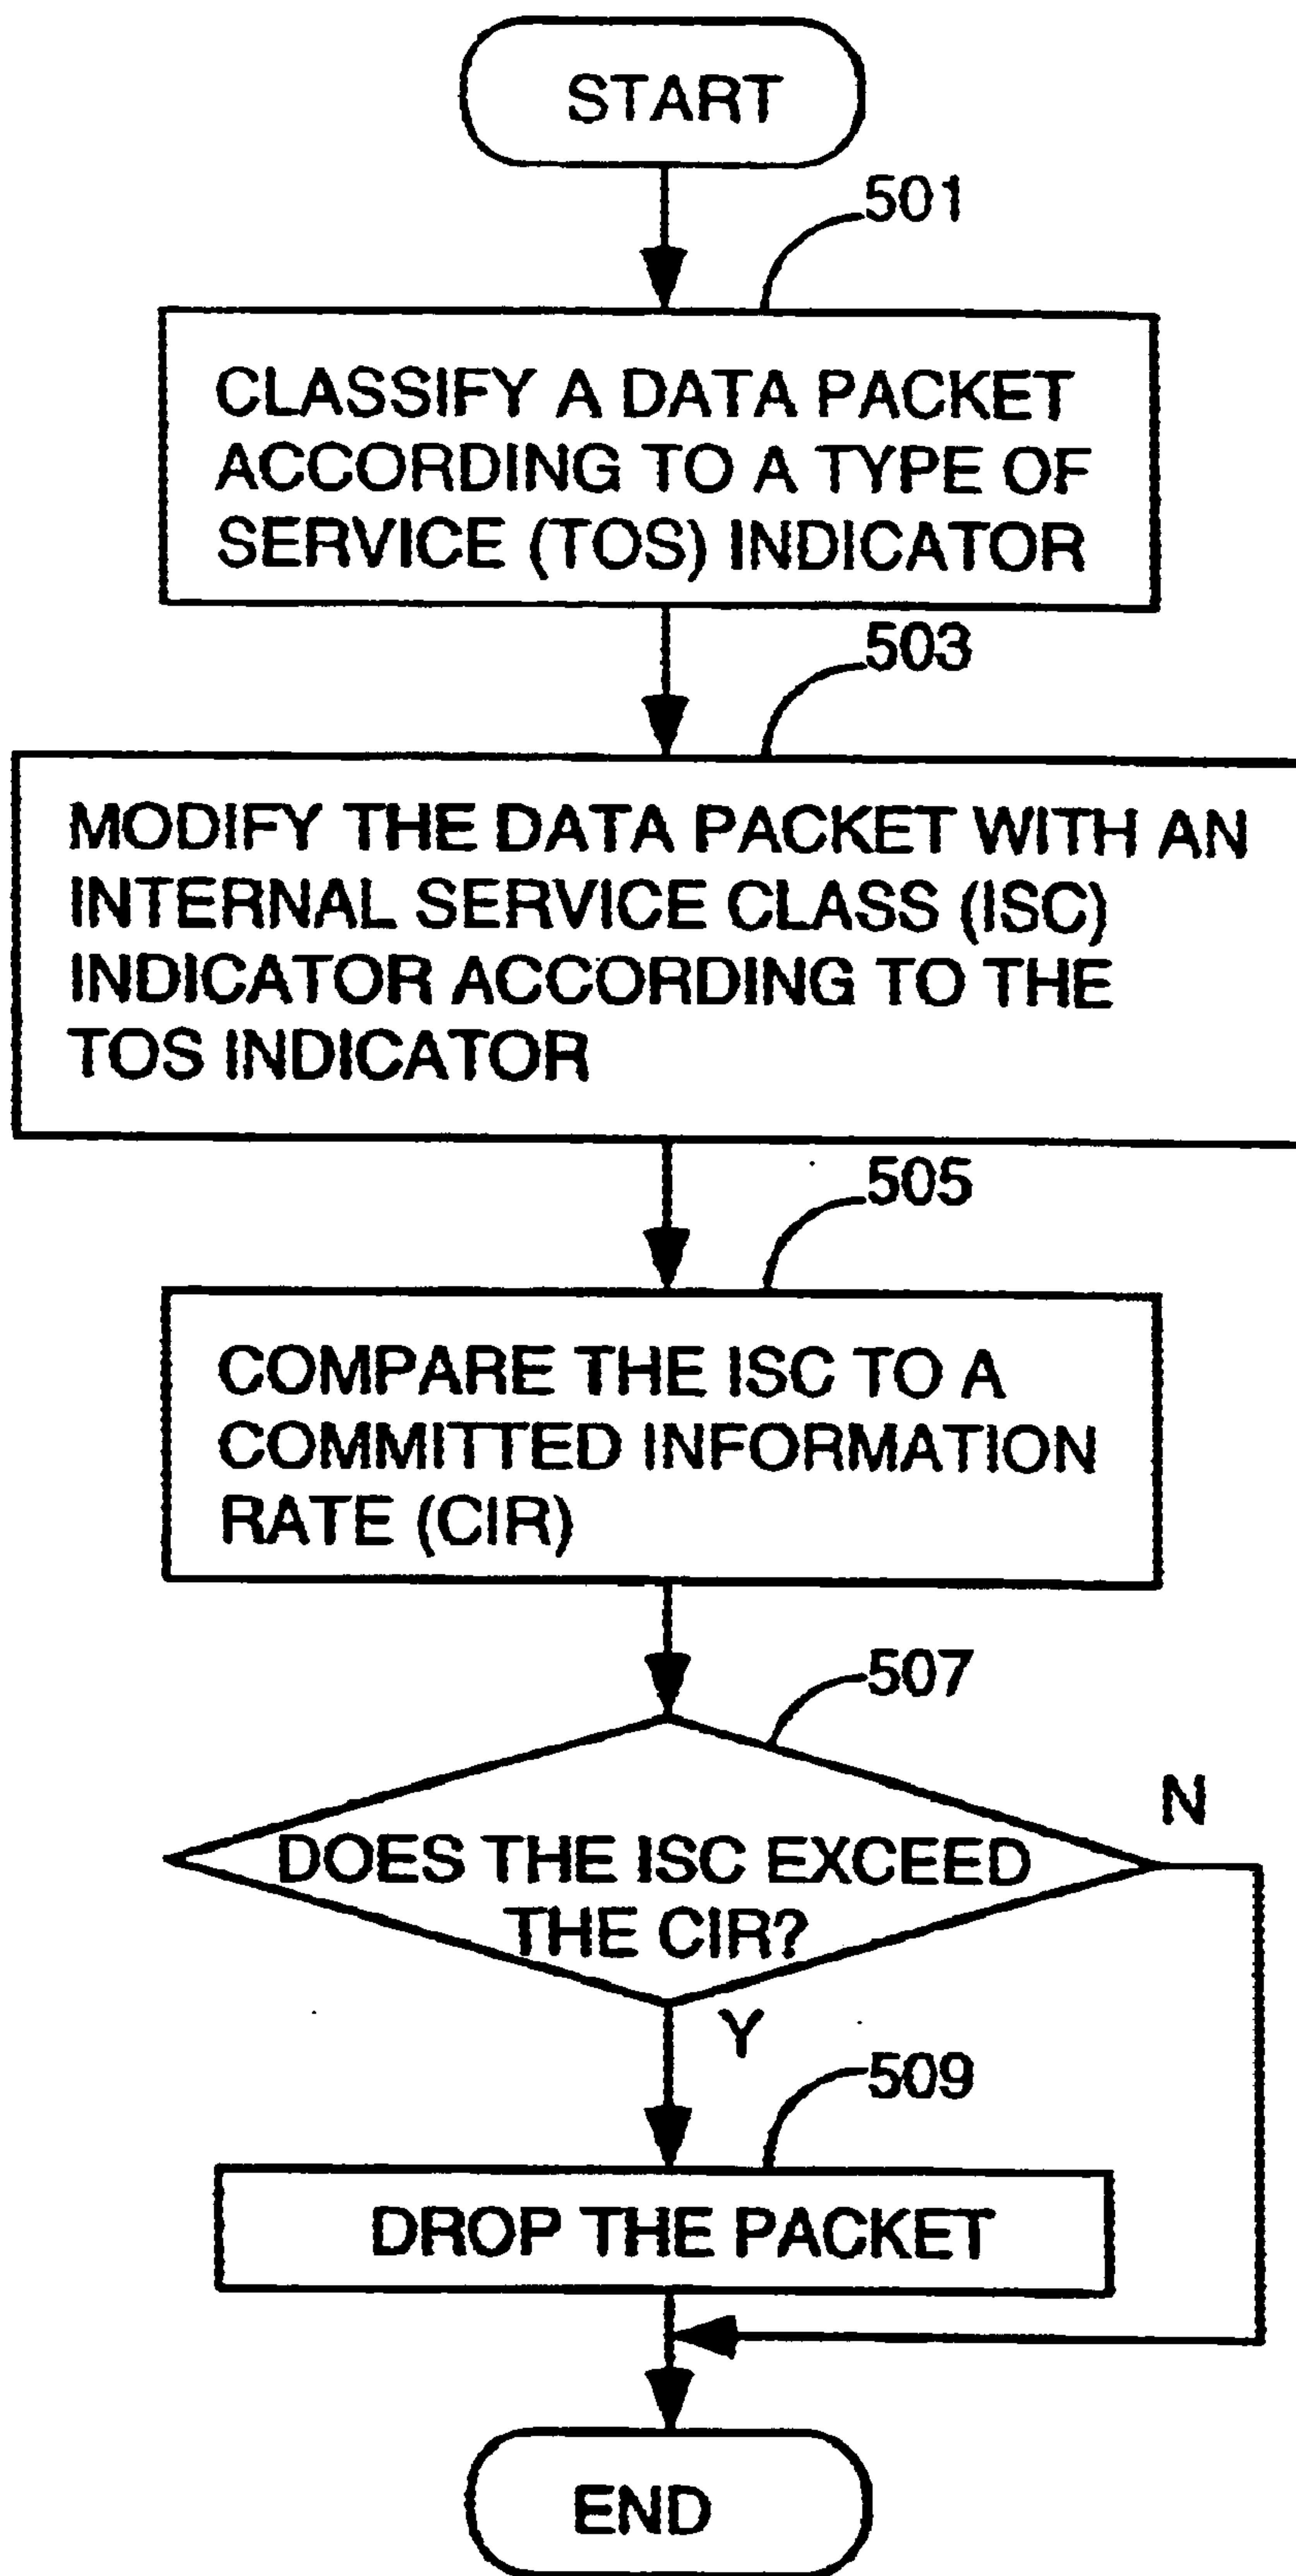 START
501
CLASSIFY A DATA PACKET
ACCORDING TO A TYPE OF
SERVICE (TOS) INDICATOR
503
MODIFY THE DATA PACKET WITH AN
INTERNAL SERVICE CLASS (ISC)
INDICATOR ACCORDING TO THE
TOS INDICATOR
505
COMPARE THE ISC TO A
COMMITTED INFORMATION
RATE (CIR)
507
N
DOES THE ISC EXCEED
THE CIR?
Y
509
DROP THE PACKET
END